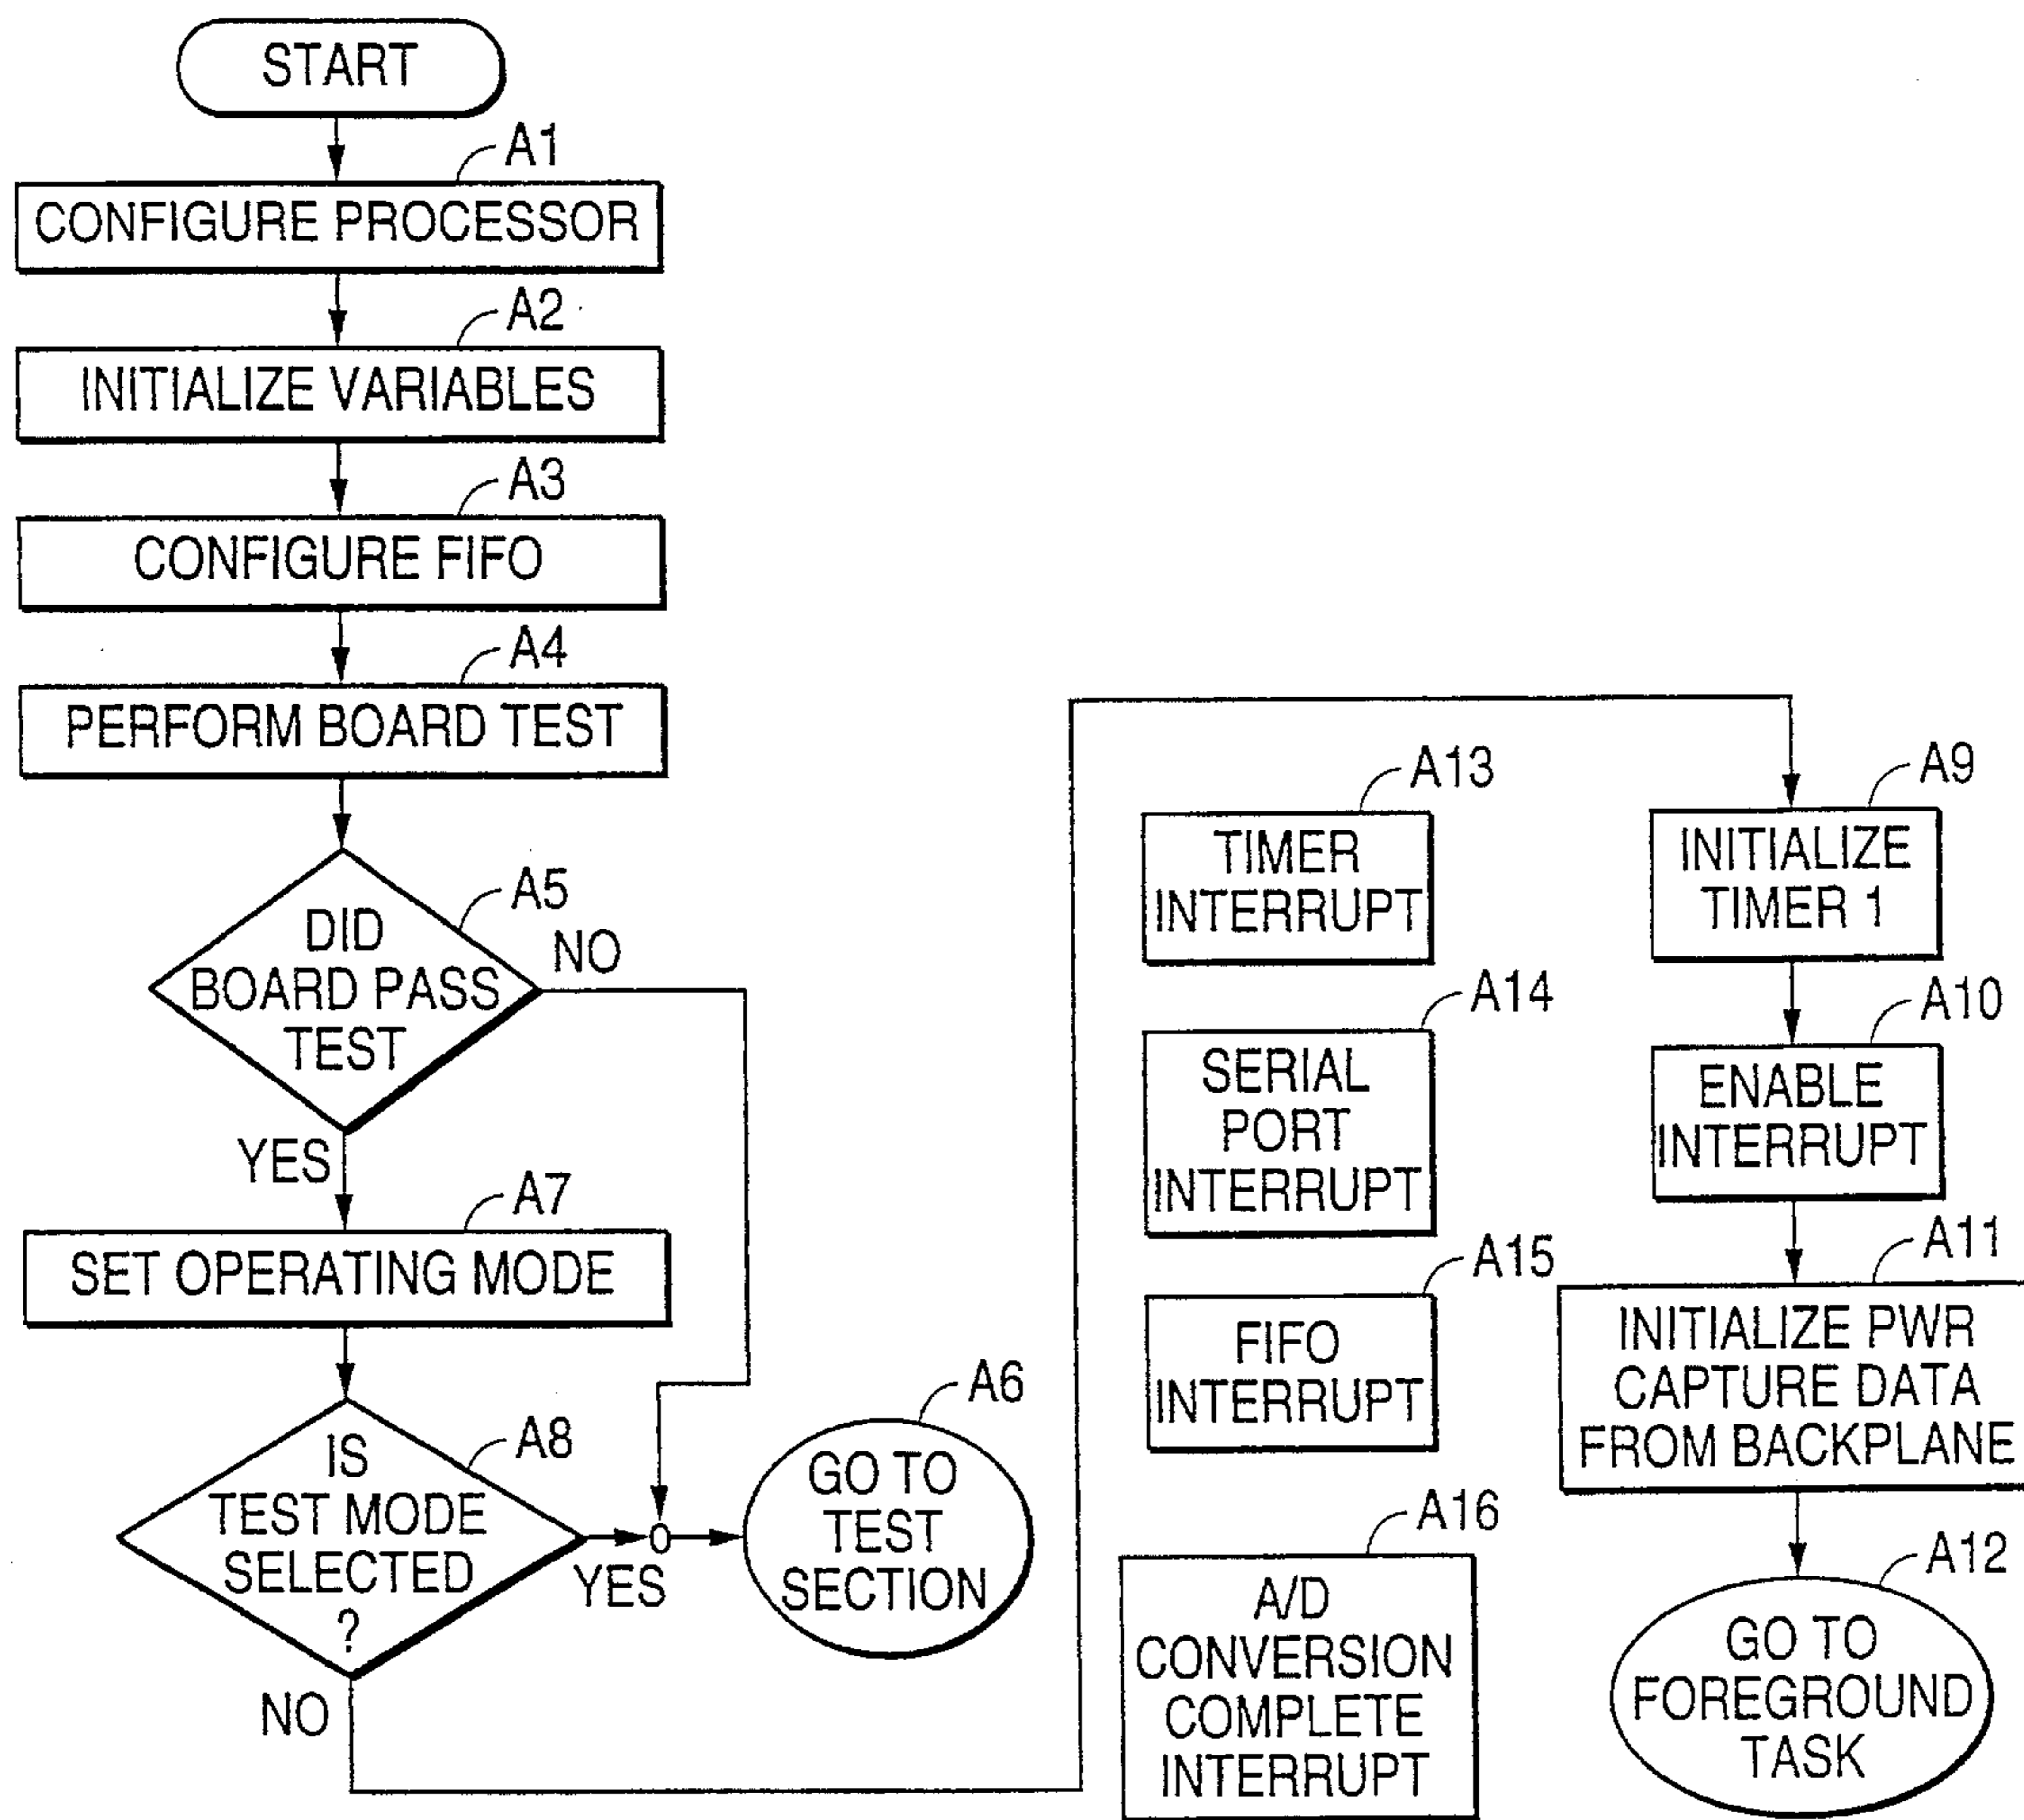 START
A1
CONFIGURE PROCESSOR
A2
INITIALIZE VARIABLES
A3
CONFIGURE FIFO
A4
PERFORM BOARD TEST
A5
DID
BOARD PASS
TEST
NO
YES
A7
SET OPERATING MODE
A8
IS
TEST MODE
SELECTED
?
YES
NO
A6
GO TO
TEST
SECTION
A13
TIMER
INTERRUPT
A14
SERIAL
PORT
INTERRUPT
A15
FIFO
INTERRUPT
A16
A/D
CONVERSION
COMPLETE
INTERRUPT
A9
INITIALIZE
TIMER 1
A10
ENABLE
INTERRUPT
A11
INITIALIZE PWR
CAPTURE DATA
FROM BACKPLANE
A12
GO TO
FOREGROUND
TASK